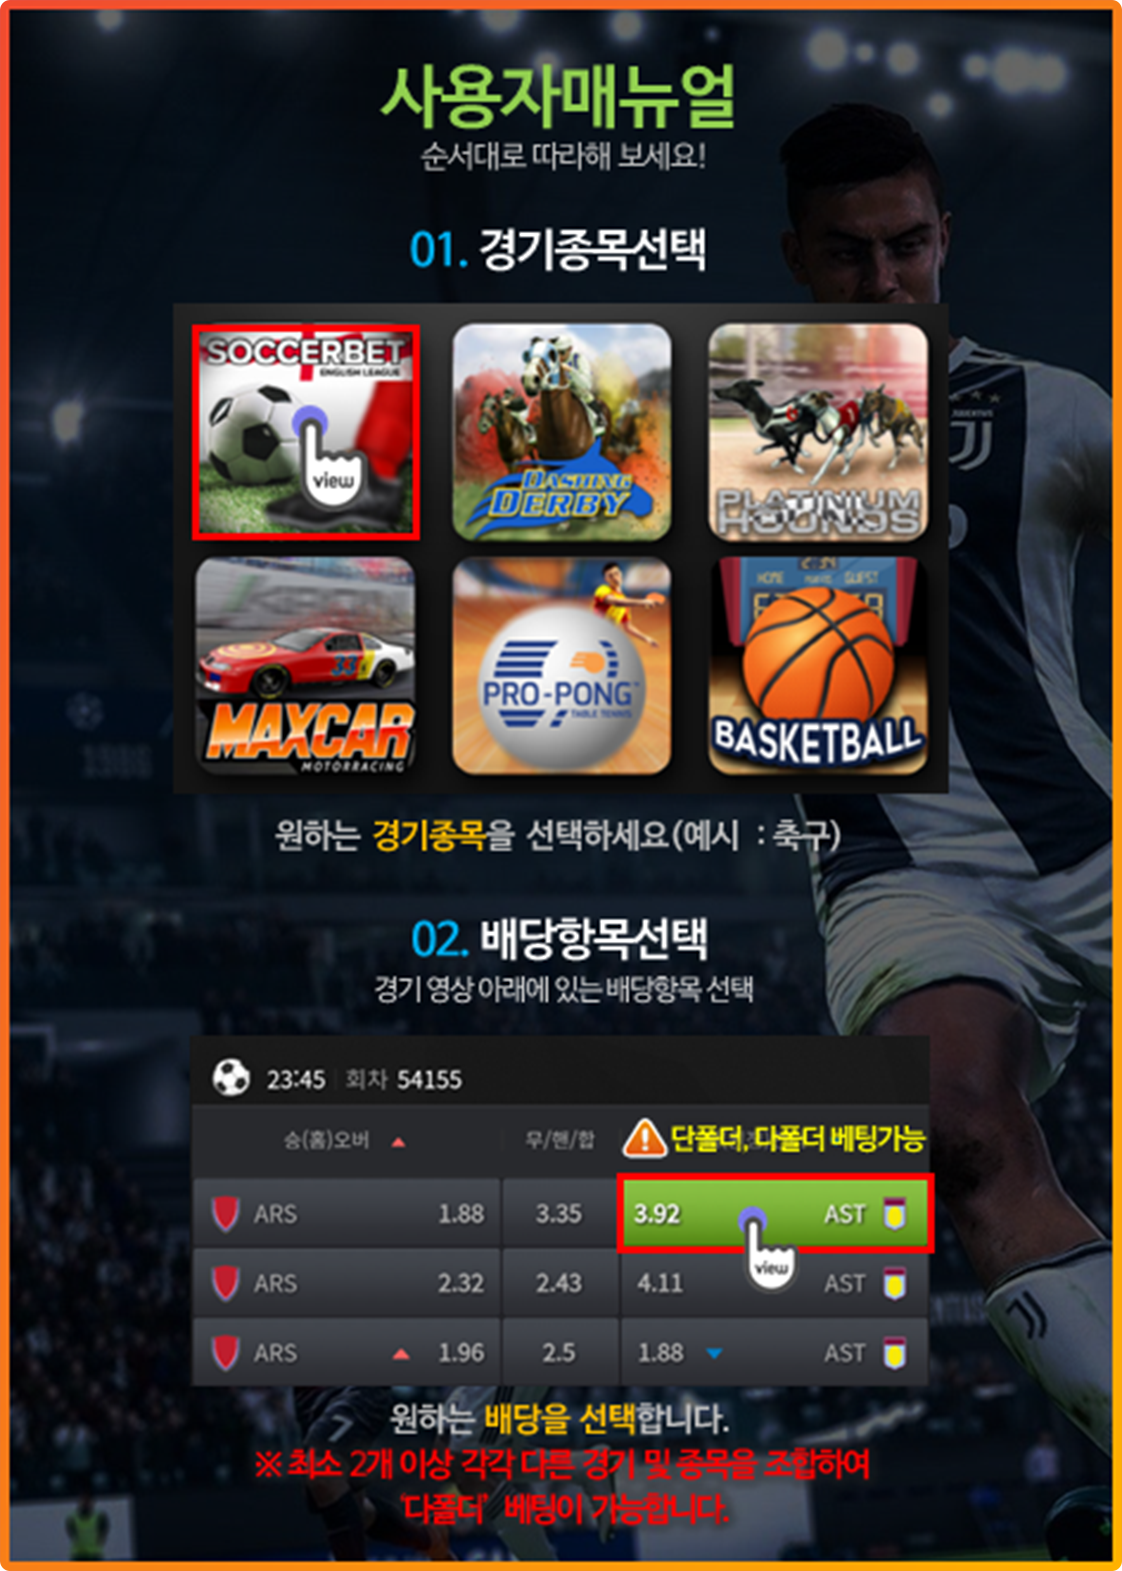 사용자매뉴얼
순서대로 따라해 보세요!
01. 경기종목선택
SOCCERBET
ENGLISH LEAGUE
view
DASHING
DERBY
PLATINIUM
HOUNDS
33
MAXCAR
MOTORRACING
PRO-PONG
TABLE TENNIS
HOME GUEST
BASKETBALL
원하는 경기종목을 선택하세요(예시 : 축구)
02. 배당항목선택
경기 영상 아래에 있는 배당항목 선택
23:45 회차 54155
승(홈)오버 ▲ 무/핸/합 단폴더, 다폴더 베팅가능
ARS 1.88 3.35 3.92 AST
view
ARS 2.32 2.43 4.11 AST
ARS ▲ 1.96 2.5 1.88 ▼ AST
원하는 배당을 선택합니다.
※ 최소 2개 이상 각각 다른 경기 및 종목을 조합하여
‘다폴더’ 베팅이 가능합니다.